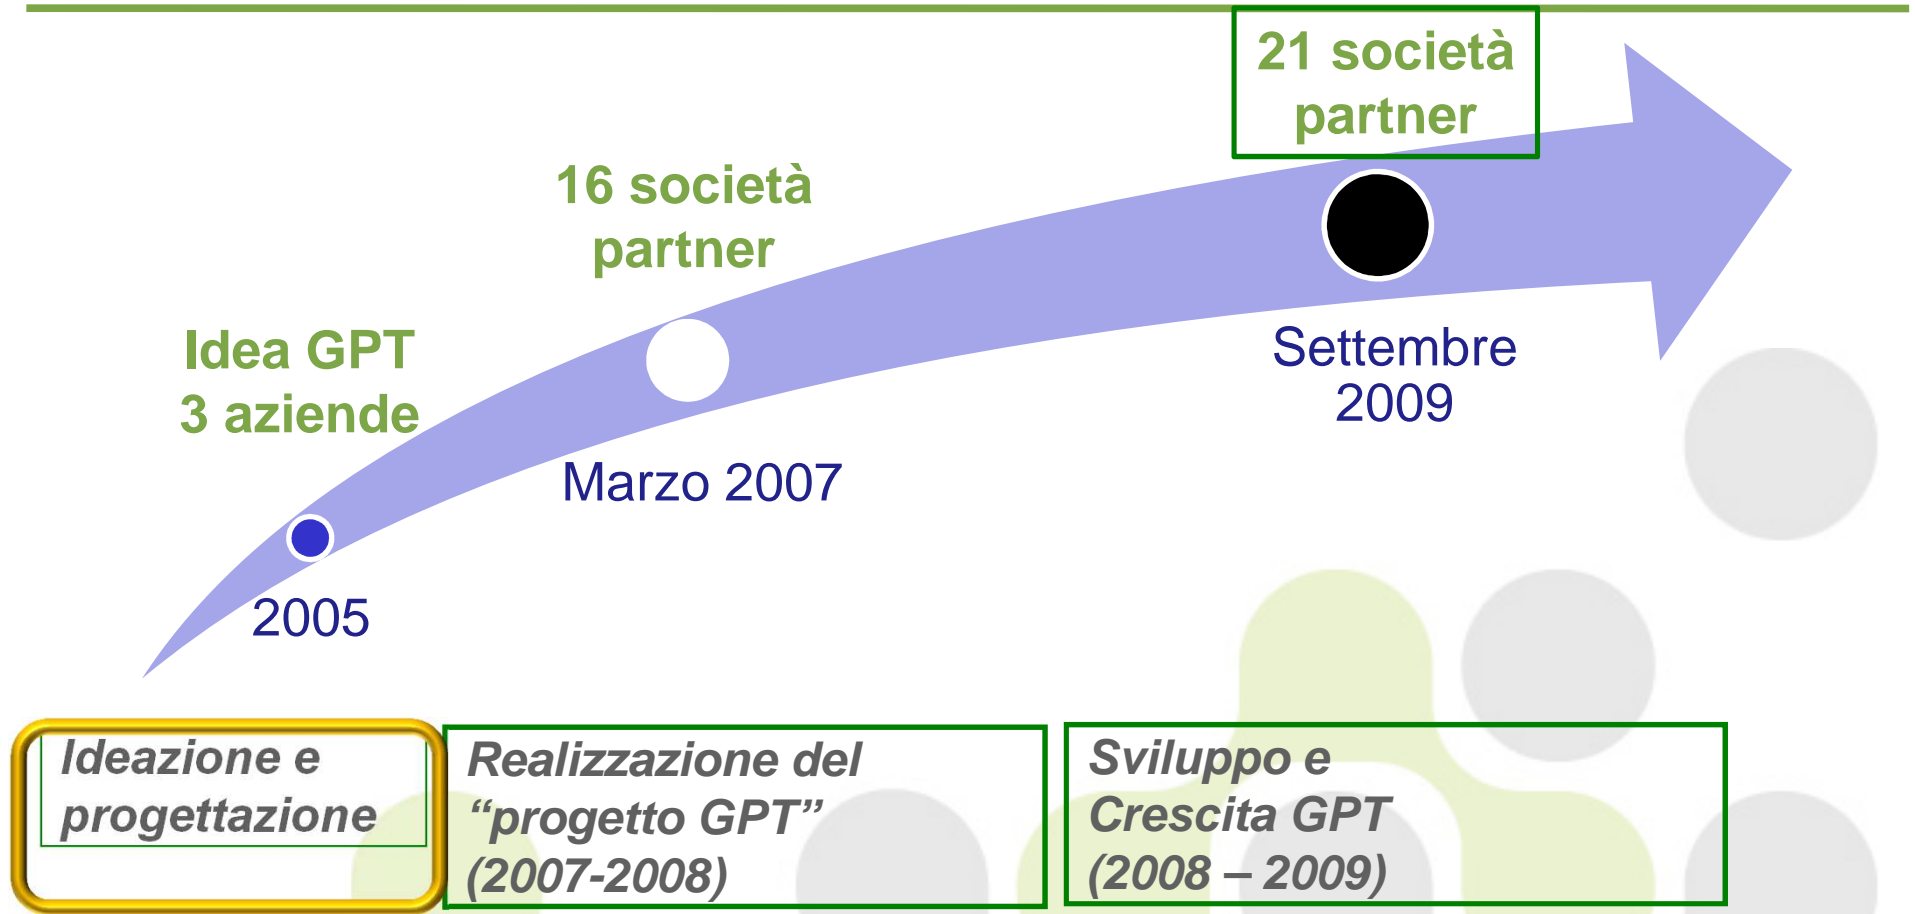 21 società
partner
16 società
partner
Idea GPT
3 aziende
Settembre
2009
Marzo 2007
2005
Ideazione e
progettazione
Realizzazione del
“progetto GPT”
(2007-2008)
Sviluppo e
Crescita GPT
(2008 – 2009)